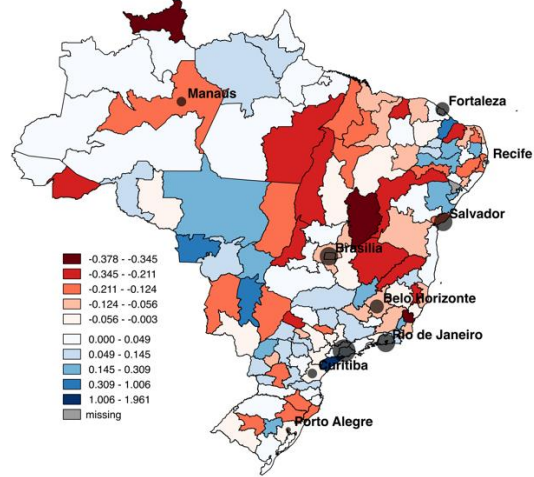 Manaus
Fortaleza
Recife
Salvador
Brasilia
Belo Horizonte
Rio de Janeiro
Curitiba
Porto Alegre
-0.378 - -0.345
-0.345 - -0.211
-0.211 - -0.124
-0.124 - -0.056
-0.056 - -0.003
0.000 - 0.049
0.049 - 0.145
0.145 - 0.309
0.309 - 1.006
1.006 - 1.961
missing